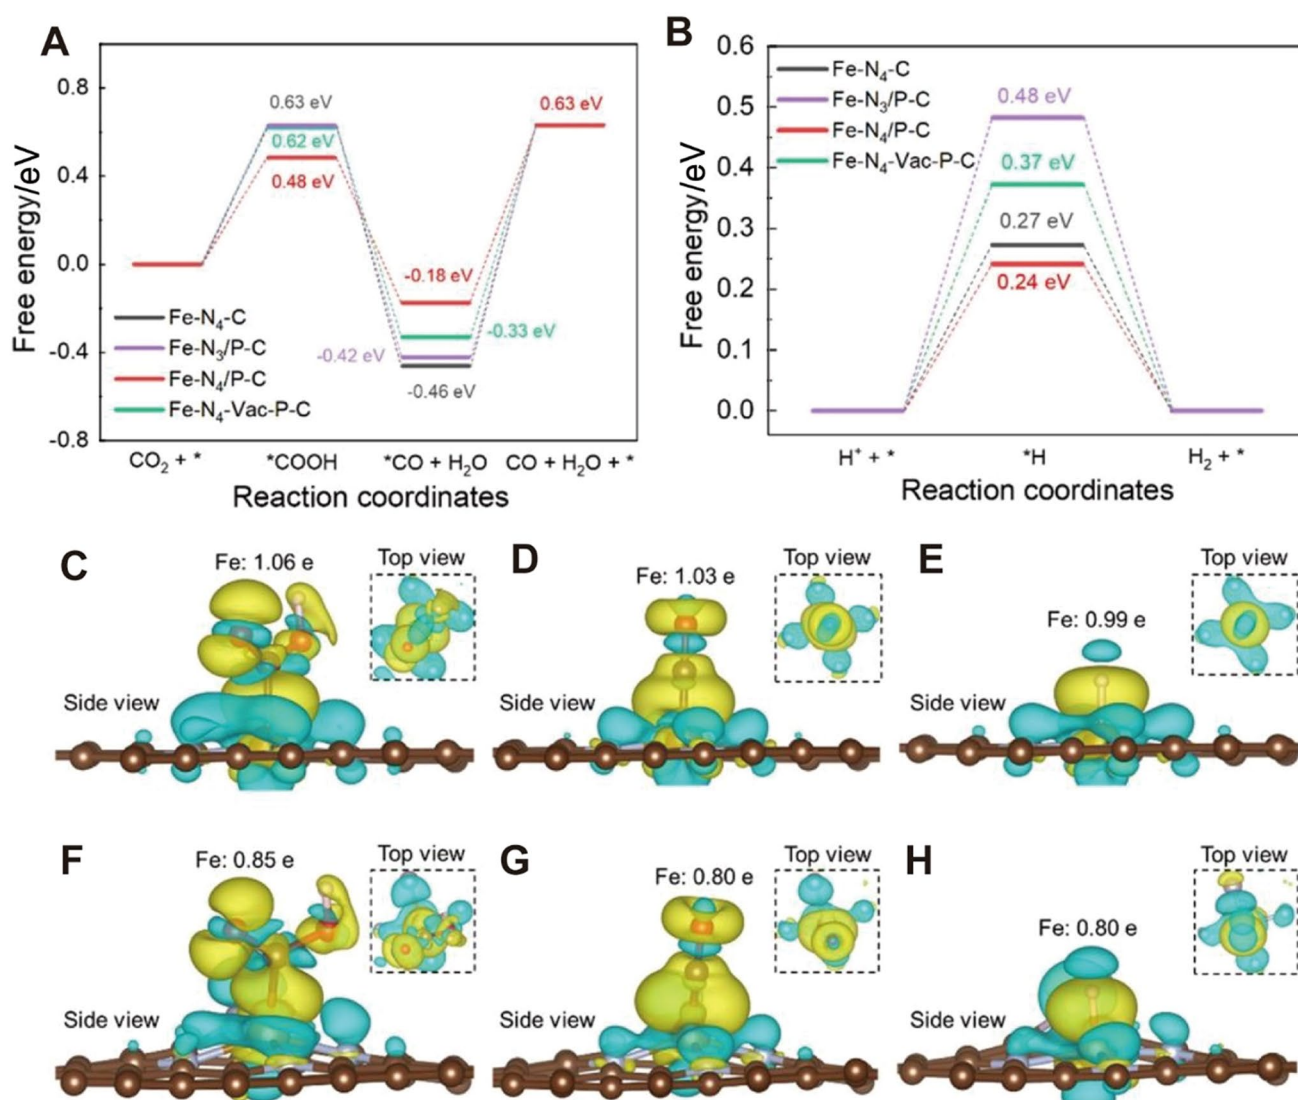 A
Free energy/eV
0.8
0.4
0.0
-0.4
-0.8
0.63 eV
0.62 eV
0.48 eV
-0.18 eV
-0.33 eV
-0.42 eV
-0.46 eV
0.63 eV
Fe-N₄-C
Fe-N₃/P-C
Fe-N₄/P-C
Fe-N₄-Vac-P-C
CO₂ + *
*COOH
*CO + H₂O
CO + H₂O + *
Reaction coordinates
B
Free energy/eV
0.6
0.5
0.4
0.3
0.2
0.1
0.0
Fe-N₄-C
Fe-N₃/P-C
Fe-N₄/P-C
Fe-N₄-Vac-P-C
0.48 eV
0.37 eV
0.27 eV
0.24 eV
H⁺ + *
*H
H₂ + *
Reaction coordinates
C
Fe: 1.06 e
Top view
Side view
D
Fe: 1.03 e
Top view
Side view
E
Fe: 0.99 e
Top view
Side view
F
Fe: 0.85 e
Top view
Side view
G
Fe: 0.80 e
Top view
Side view
H
Fe: 0.80 e
Top view
Side view